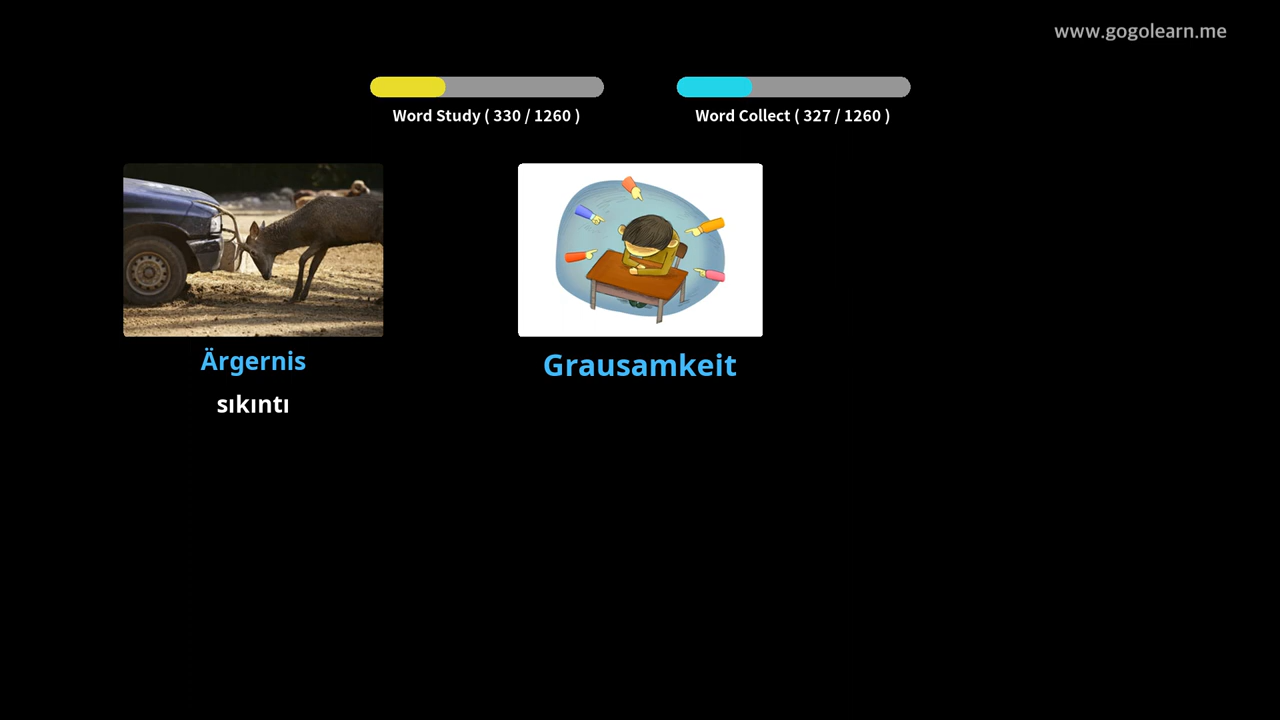 www.gogolearn.me
Word Study ( 330 / 1260 )
Word Collect ( 327 / 1260 )
Ärgernis
sıkıntı
Grausamkeit